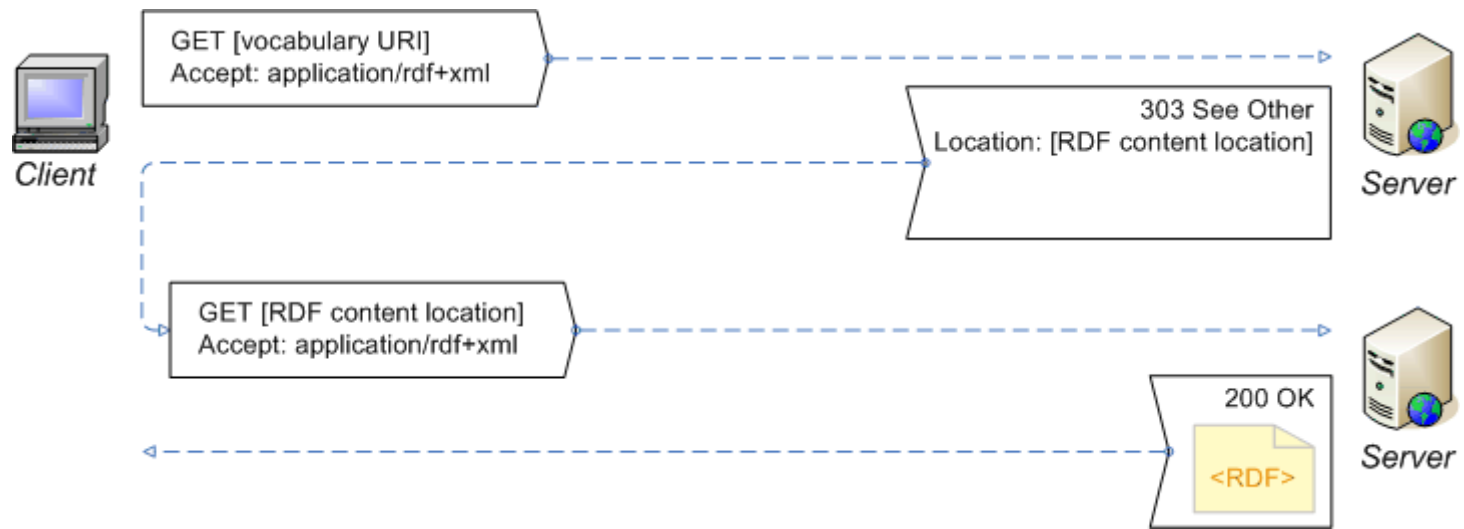 GET [vocabulary URI]
Accept: application/rdf+xml
Client
303 See Other
Location: [RDF content location]
Server
GET [RDF content location]
Accept: application/rdf+xml
200 OK
<RDF>
Server